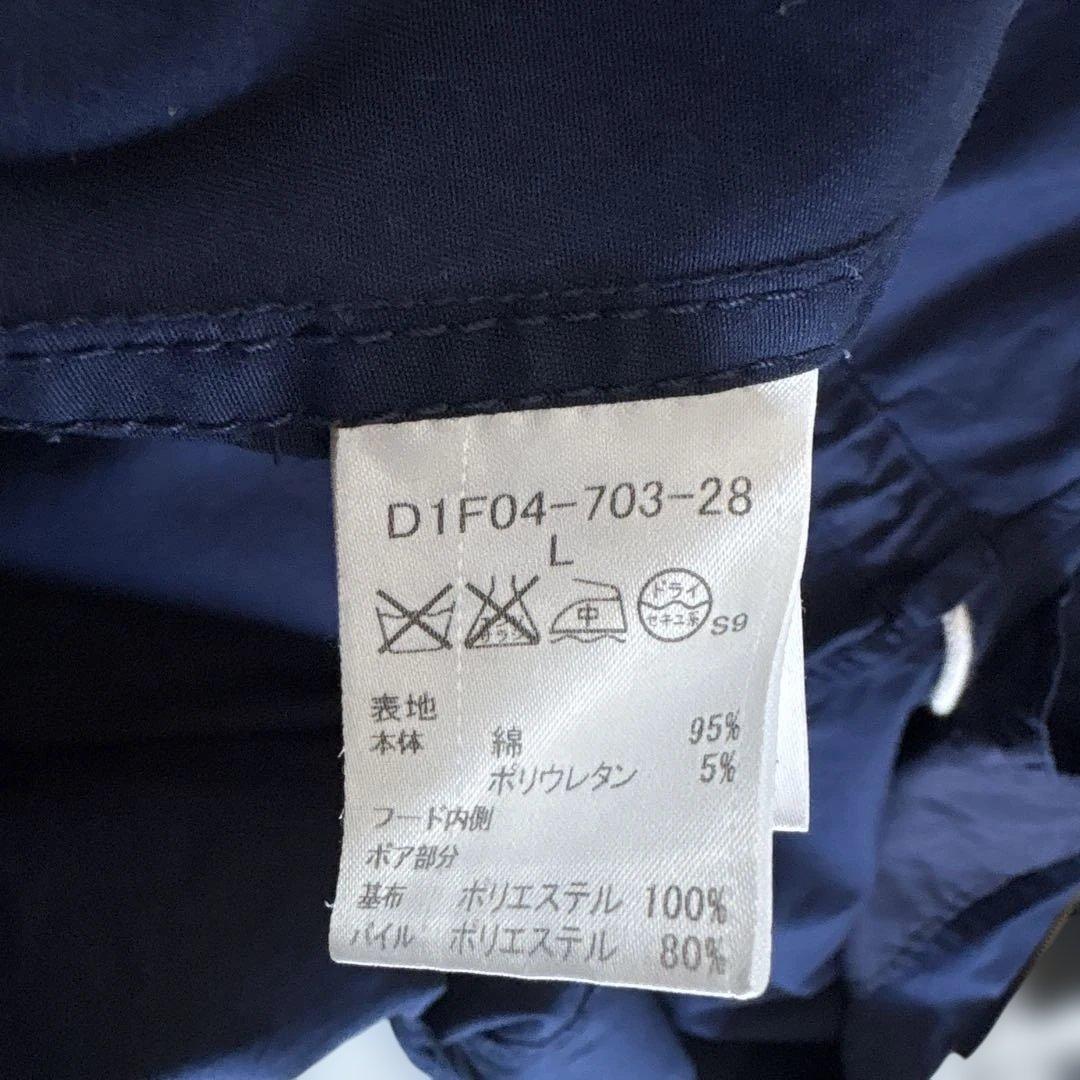 D1F04-703-28
L
中 ドライ セキユ系 S9
表地
本体 綿 95%
ポリウレタン 5%
フード内側
ボア部分
基布 ポリエステル 100%
パイル ポリエステル 80%